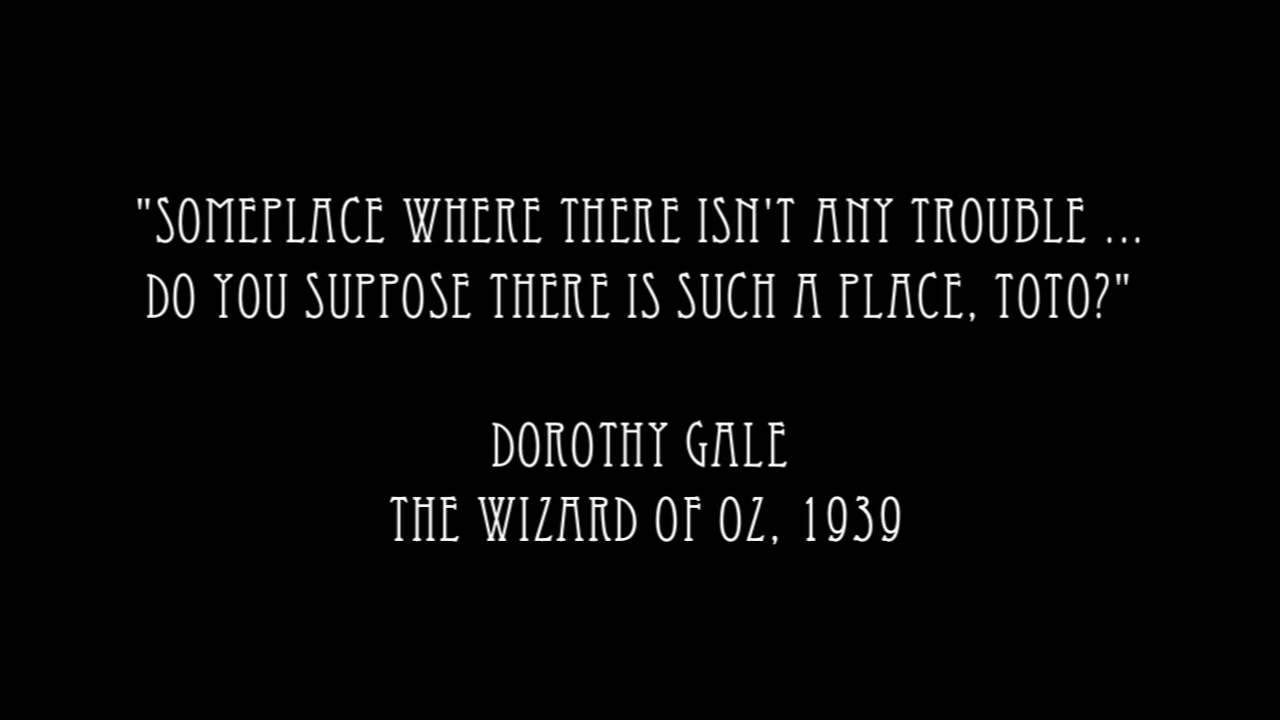 "SOMEPLACE WHERE THERE ISN'T ANY TROUBLE ...
DO YOU SUPPOSE THERE IS SUCH A PLACE, TOTO?"
DOROTHY GALE
THE WIZARD OF OZ, 1939